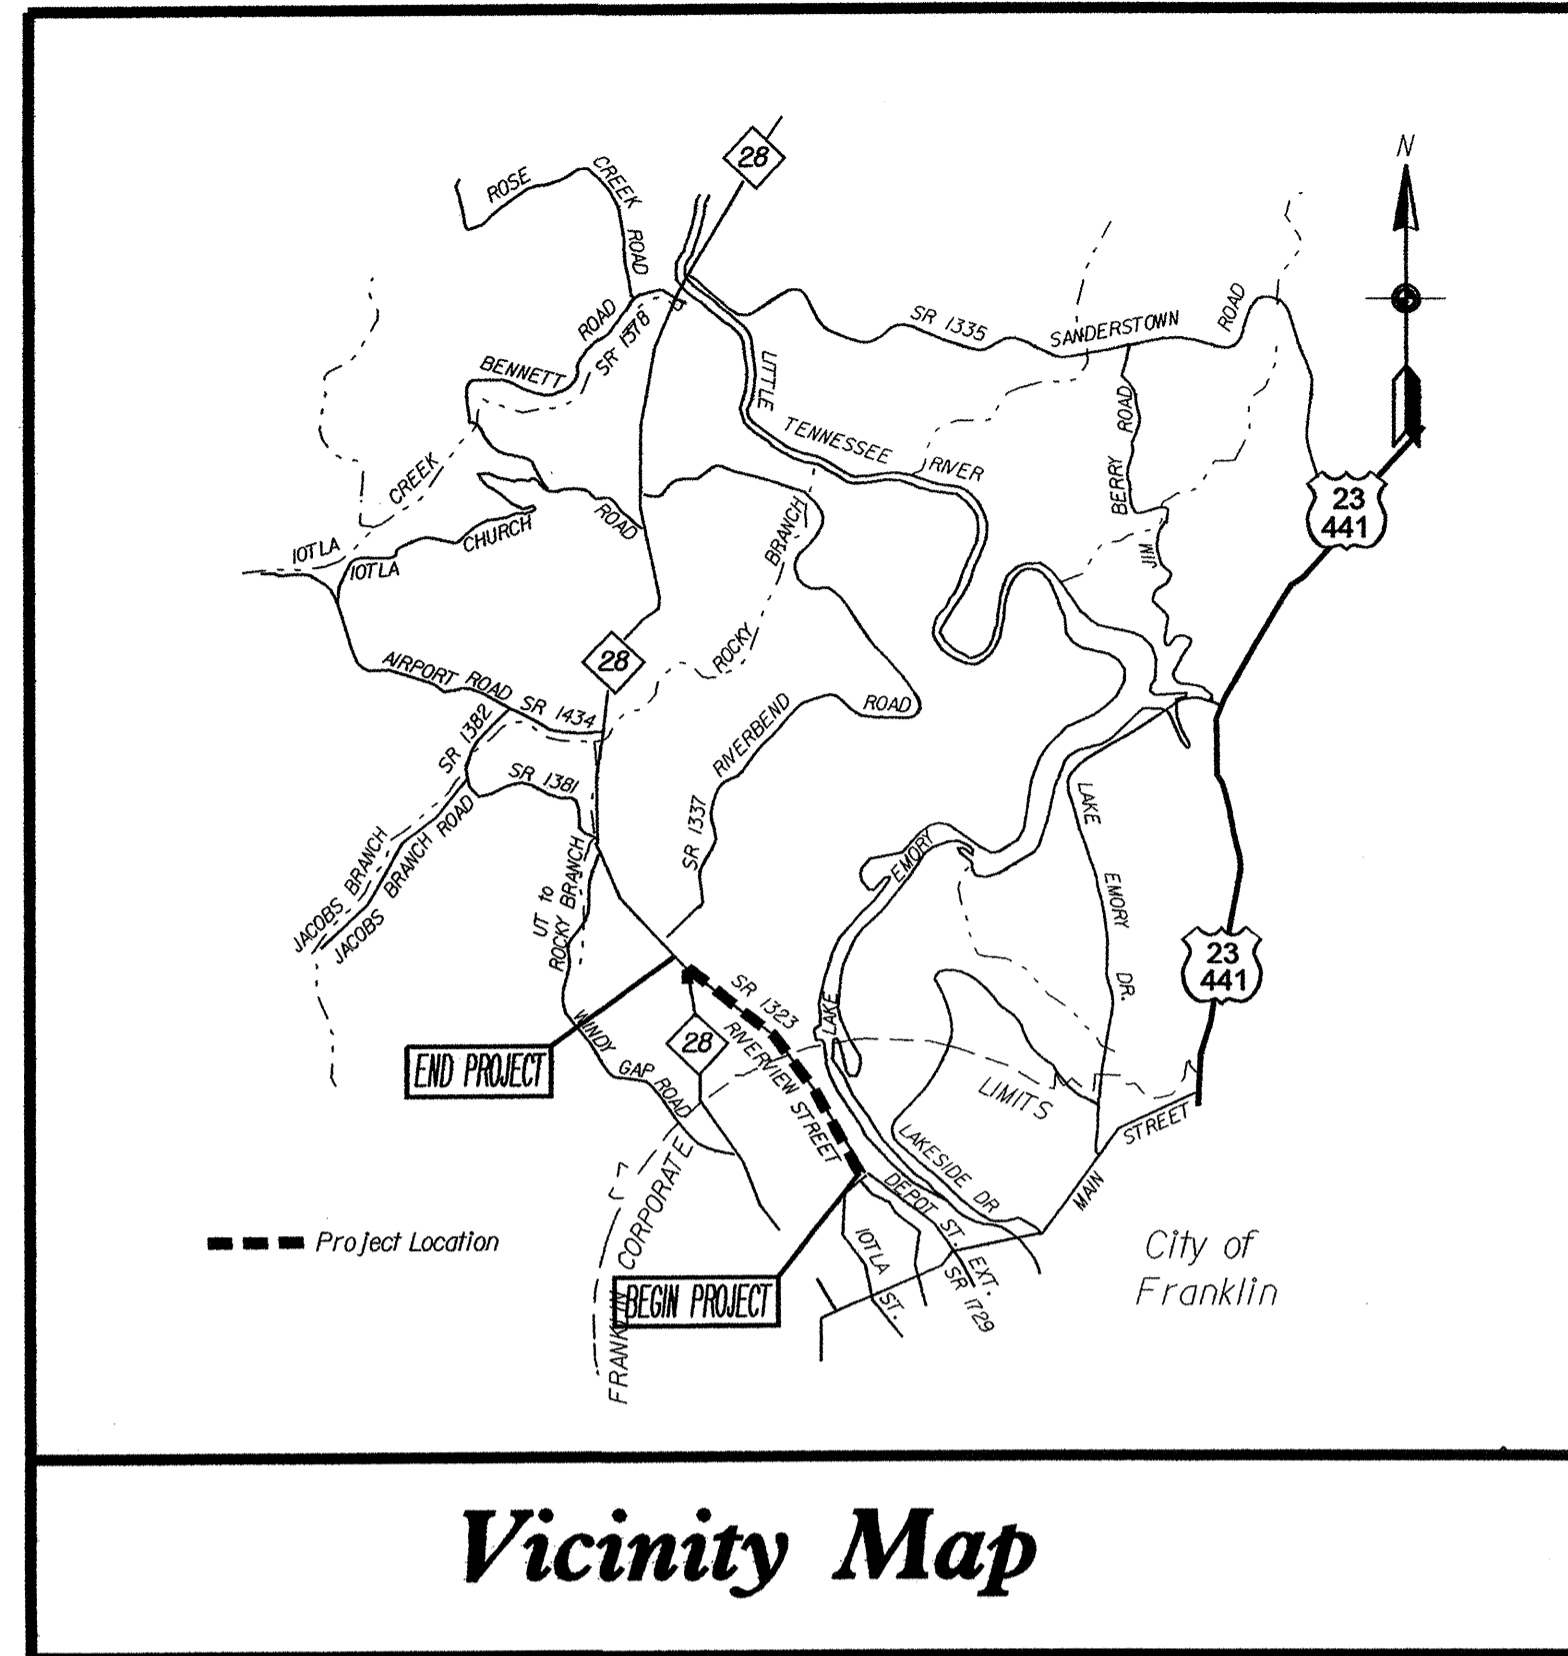 28
N
ROSE CREEK ROAD
BENNETT ROAD
SR 1378
LITTLE TENNESSEE RIVER
SR 1335
SANDERSTOWN ROAD
JIM BERRY ROAD
23
441
IOTLA CREEK
IOTLA CHURCH ROAD
ROCKY BRANCH
28
AIRPORT ROAD SR 1434
SR 1382
SR 1381
JACOBS BRANCH
JACOBS BRANCH ROAD
UT to
ROCKY BRANCH
SR 1337 RIVERBEND ROAD
LAKE EMORY
LAKE EMORY DR.
23
441
SR 1323
RIVERVIEW STREET
28
WINDY GAP ROAD
END PROJECT
FRANKLIN CORPORATE LIMITS
LAKESIDE DR
DEPOT ST. EXT.
SR 1729
IOTLA ST.
MAIN STREET
BEGIN PROJECT
Project Location
City of
Franklin
Vicinity Map